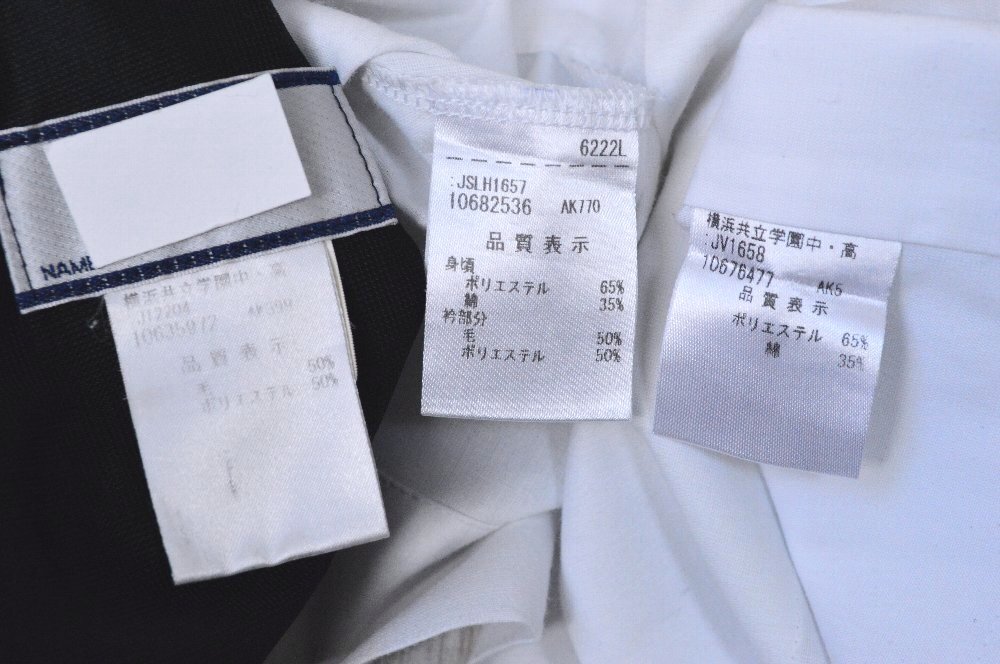 NAME
横浜共立学園中・高
JL2204
AK399
品質表示
毛 50%
ポリエステル 50%
6222L
:JSLH1657
10682536 AK770
品質表示
身頃
ポリエステル 65%
綿 35%
衿部分
毛 50%
ポリエステル 50%
横浜共立学園中・高
:JV1658
10676477 AK5
品質表示
ポリエステル 65%
綿 35%